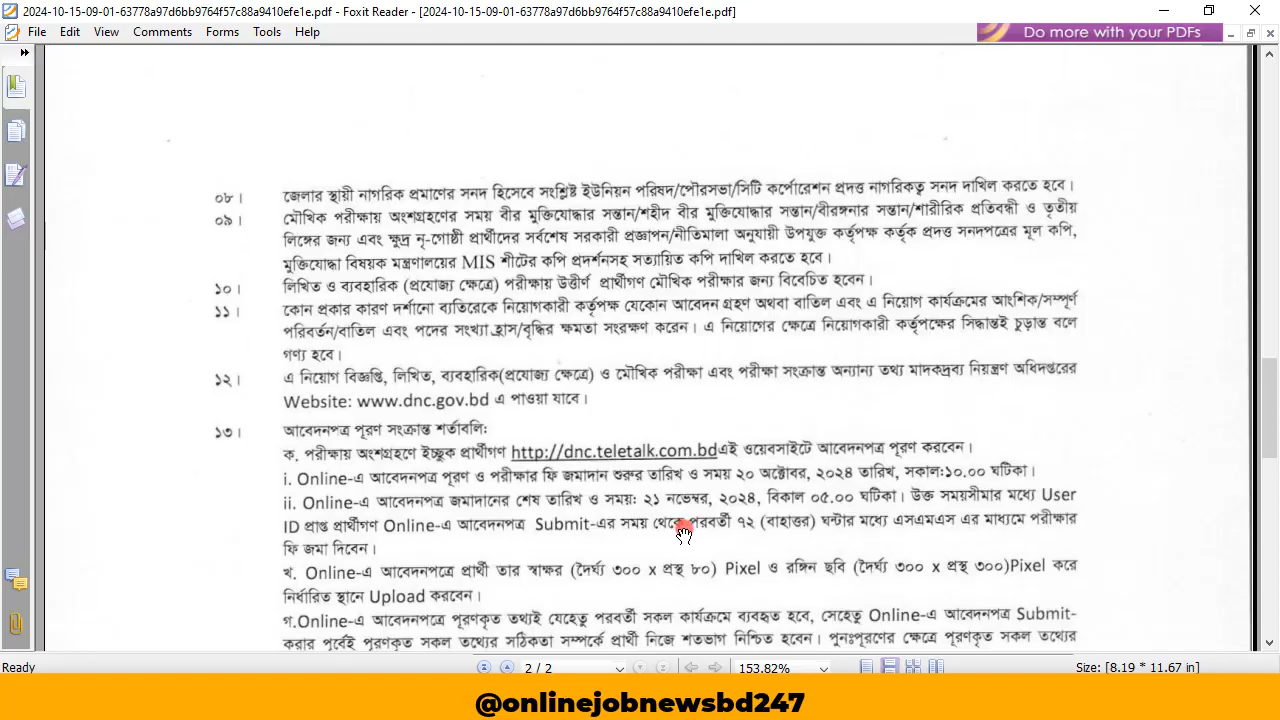 2024-10-15-09-01-63778a97d6bb9764f57c88a9410efe1e.pdf - Foxit Reader - [2024-10-15-09-01-63778a97d6bb9764f57c88a9410efe1e.pdf]
File Edit View Comments Forms Tools Help
Do more with your PDFs
০৮। জেলার স্থায়ী নাগরিক প্রমাণের সনদ হিসেবে সংশ্লিষ্ট ইউনিয়ন পরিষদ/পৌরসভা/সিটি কর্পোরেশন প্রদত্ত নাগরিকত্ব সনদ দাখিল করতে হবে।
০৯। মৌখিক পরীক্ষায় অংশগ্রহণের সময় বীর মুক্তিযোদ্ধার সন্তান/শহীদ বীর মুক্তিযোদ্ধার সন্তান/বীরঙ্গনার সন্তান/শারীরিক প্রতিবন্ধী ও তৃতীয়
লিঙ্গের জন্য এবং ক্ষুদ্র নৃ-গোষ্ঠী প্রার্থীদের সর্বশেষ সরকারী প্রজ্ঞাপন/নীতিমালা অনুযায়ী উপযুক্ত কর্তৃপক্ষ কর্তৃক প্রদত্ত সনদপত্রের মূল কপি,
মুক্তিযোদ্ধা বিষয়ক মন্ত্রণালয়ের MIS শীটের কপি প্রদর্শনসহ সত্যায়িত কপি দাখিল করতে হবে।
১০। লিখিত ও ব্যবহারিক (প্রযোজ্য ক্ষেত্রে) পরীক্ষায় উত্তীর্ণ প্রার্থীগণ মৌখিক পরীক্ষার জন্য বিবেচিত হবেন।
১১। কোন প্রকার কারণ দর্শানো ব্যতিরেকে নিয়োগকারী কর্তৃপক্ষ যেকোন আবেদন গ্রহণ অথবা বাতিল এবং এ নিয়োগ কার্যক্রমের আংশিক/সম্পূর্ণ
পরিবর্তন/বাতিল এবং পদের সংখ্যা হ্রাস/বৃদ্ধির ক্ষমতা সংরক্ষণ করেন। এ নিয়োগের ক্ষেত্রে নিয়োগকারী কর্তৃপক্ষের সিদ্ধান্তই চুড়ান্ত বলে
গণ্য হবে।
১২। এ নিয়োগ বিজ্ঞপ্তি, লিখিত, ব্যবহারিক(প্রযোজ্য ক্ষেত্রে) ও মৌখিক পরীক্ষা এবং পরীক্ষা সংক্রান্ত অন্যান্য তথ্য মাদকদ্রব্য নিয়ন্ত্রণ অধিদপ্তরের
Website: www.dnc.gov.bd এ পাওয়া যাবে।
১৩। আবেদনপত্র পূরণ সংক্রান্ত শর্তাবলি:
ক. পরীক্ষায় অংশগ্রহণে ইচ্ছুক প্রার্থীগণ http://dnc.teletalk.com.bdএই ওয়েবসাইটে আবেদনপত্র পূরণ করবেন।
i. Online-এ আবেদনপত্র পূরণ ও পরীক্ষার ফি জমাদান শুরুর তারিখ ও সময় ২০ অক্টোবর, ২০২৪ তারিখ, সকাল:১০.০০ ঘটিকা।
ii. Online-এ আবেদনপত্র জমাদানের শেষ তারিখ ও সময়: ২১ নভেম্বর, ২০২৪, বিকাল ০৫.০০ ঘটিকা। উক্ত সময়সীমার মধ্যে User
ID প্রাপ্ত প্রার্থীগণ Online-এ আবেদনপত্র Submit-এর সময় থেকে পরবর্তী ৭২ (বাহাত্তর) ঘন্টার মধ্যে এসএমএস এর মাধ্যমে পরীক্ষার
ফি জমা দিবেন।
খ. Online-এ আবেদনপত্রে প্রার্থী তার স্বাক্ষর (দৈর্ঘ্য ৩০০ x প্রস্থ ৮০) Pixel ও রঙ্গিন ছবি (দৈর্ঘ্য ৩০০ x প্রস্থ ৩০০)Pixel করে
নির্ধারিত স্থানে Upload করবেন।
গ.Online-এ আবেদনপত্রে পূরণকৃত তথ্যই যেহেতু পরবর্তী সকল কার্যক্রমে ব্যবহৃত হবে, সেহেতু Online-এ আবেদনপত্র Submit-
করার পূর্বেই পূরণকৃত সকল তথ্যের সঠিকতা সম্পর্কে প্রার্থী নিজে শতভাগ নিশ্চিত হবেন। পুনঃপূরণের ক্ষেত্রে পূরণকৃত সকল তথ্যের
Ready 2 / 2 153.82% Size: [8.19 * 11.67 in]
@onlinejobnewsbd247